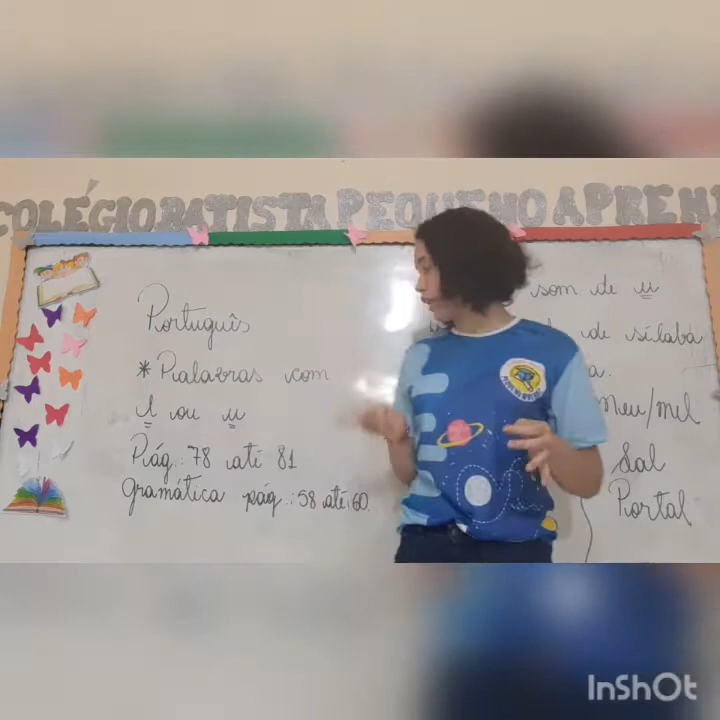 COLÉGIO BATISTA PEQUENO APREN
Português
* Palavras com
l ou u
Pág.: 78 até 81
gramática pág.: 58 até 60.
som de u
de sílaba
Meu/mel
Sal
Portal
InShOt